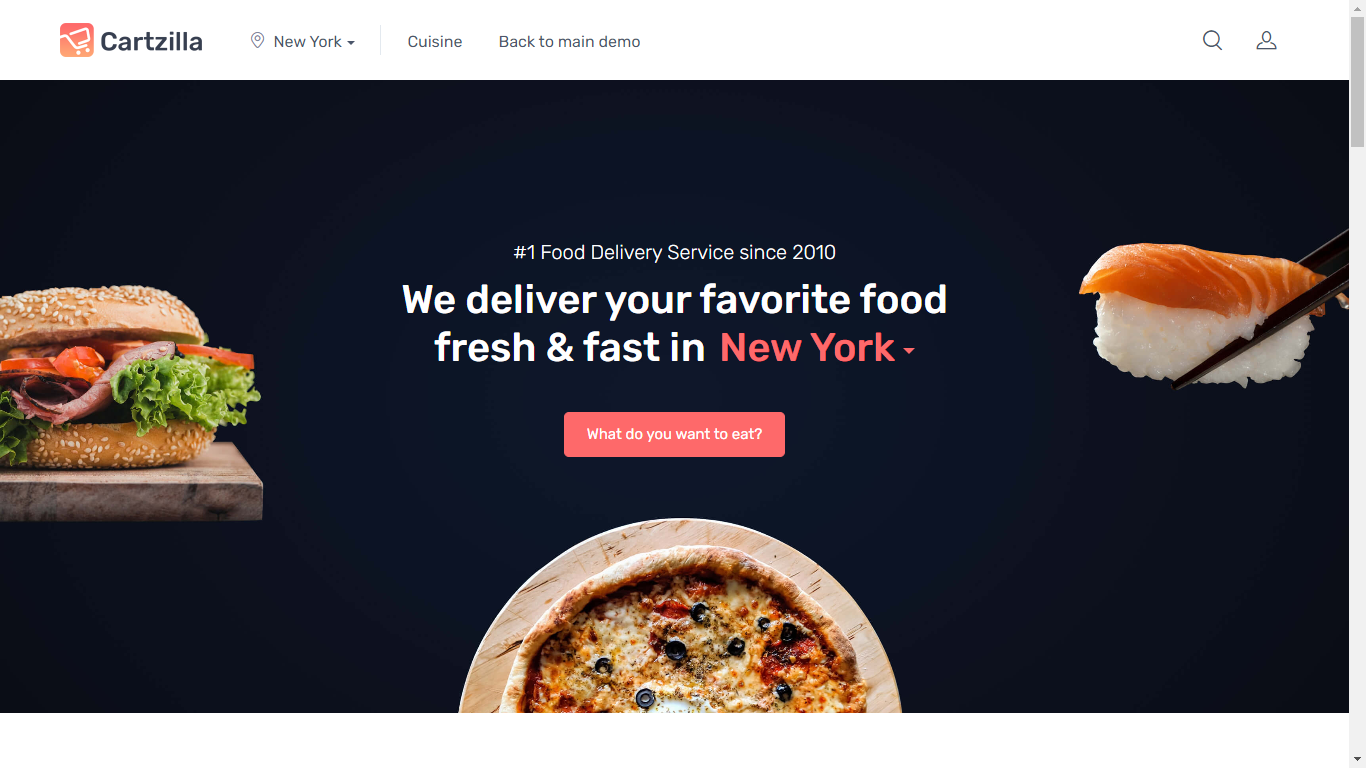 Cartzilla
New York
Cuisine
Back to main demo
#1 Food Delivery Service since 2010
We deliver your favorite food
fresh & fast in New York
What do you want to eat?